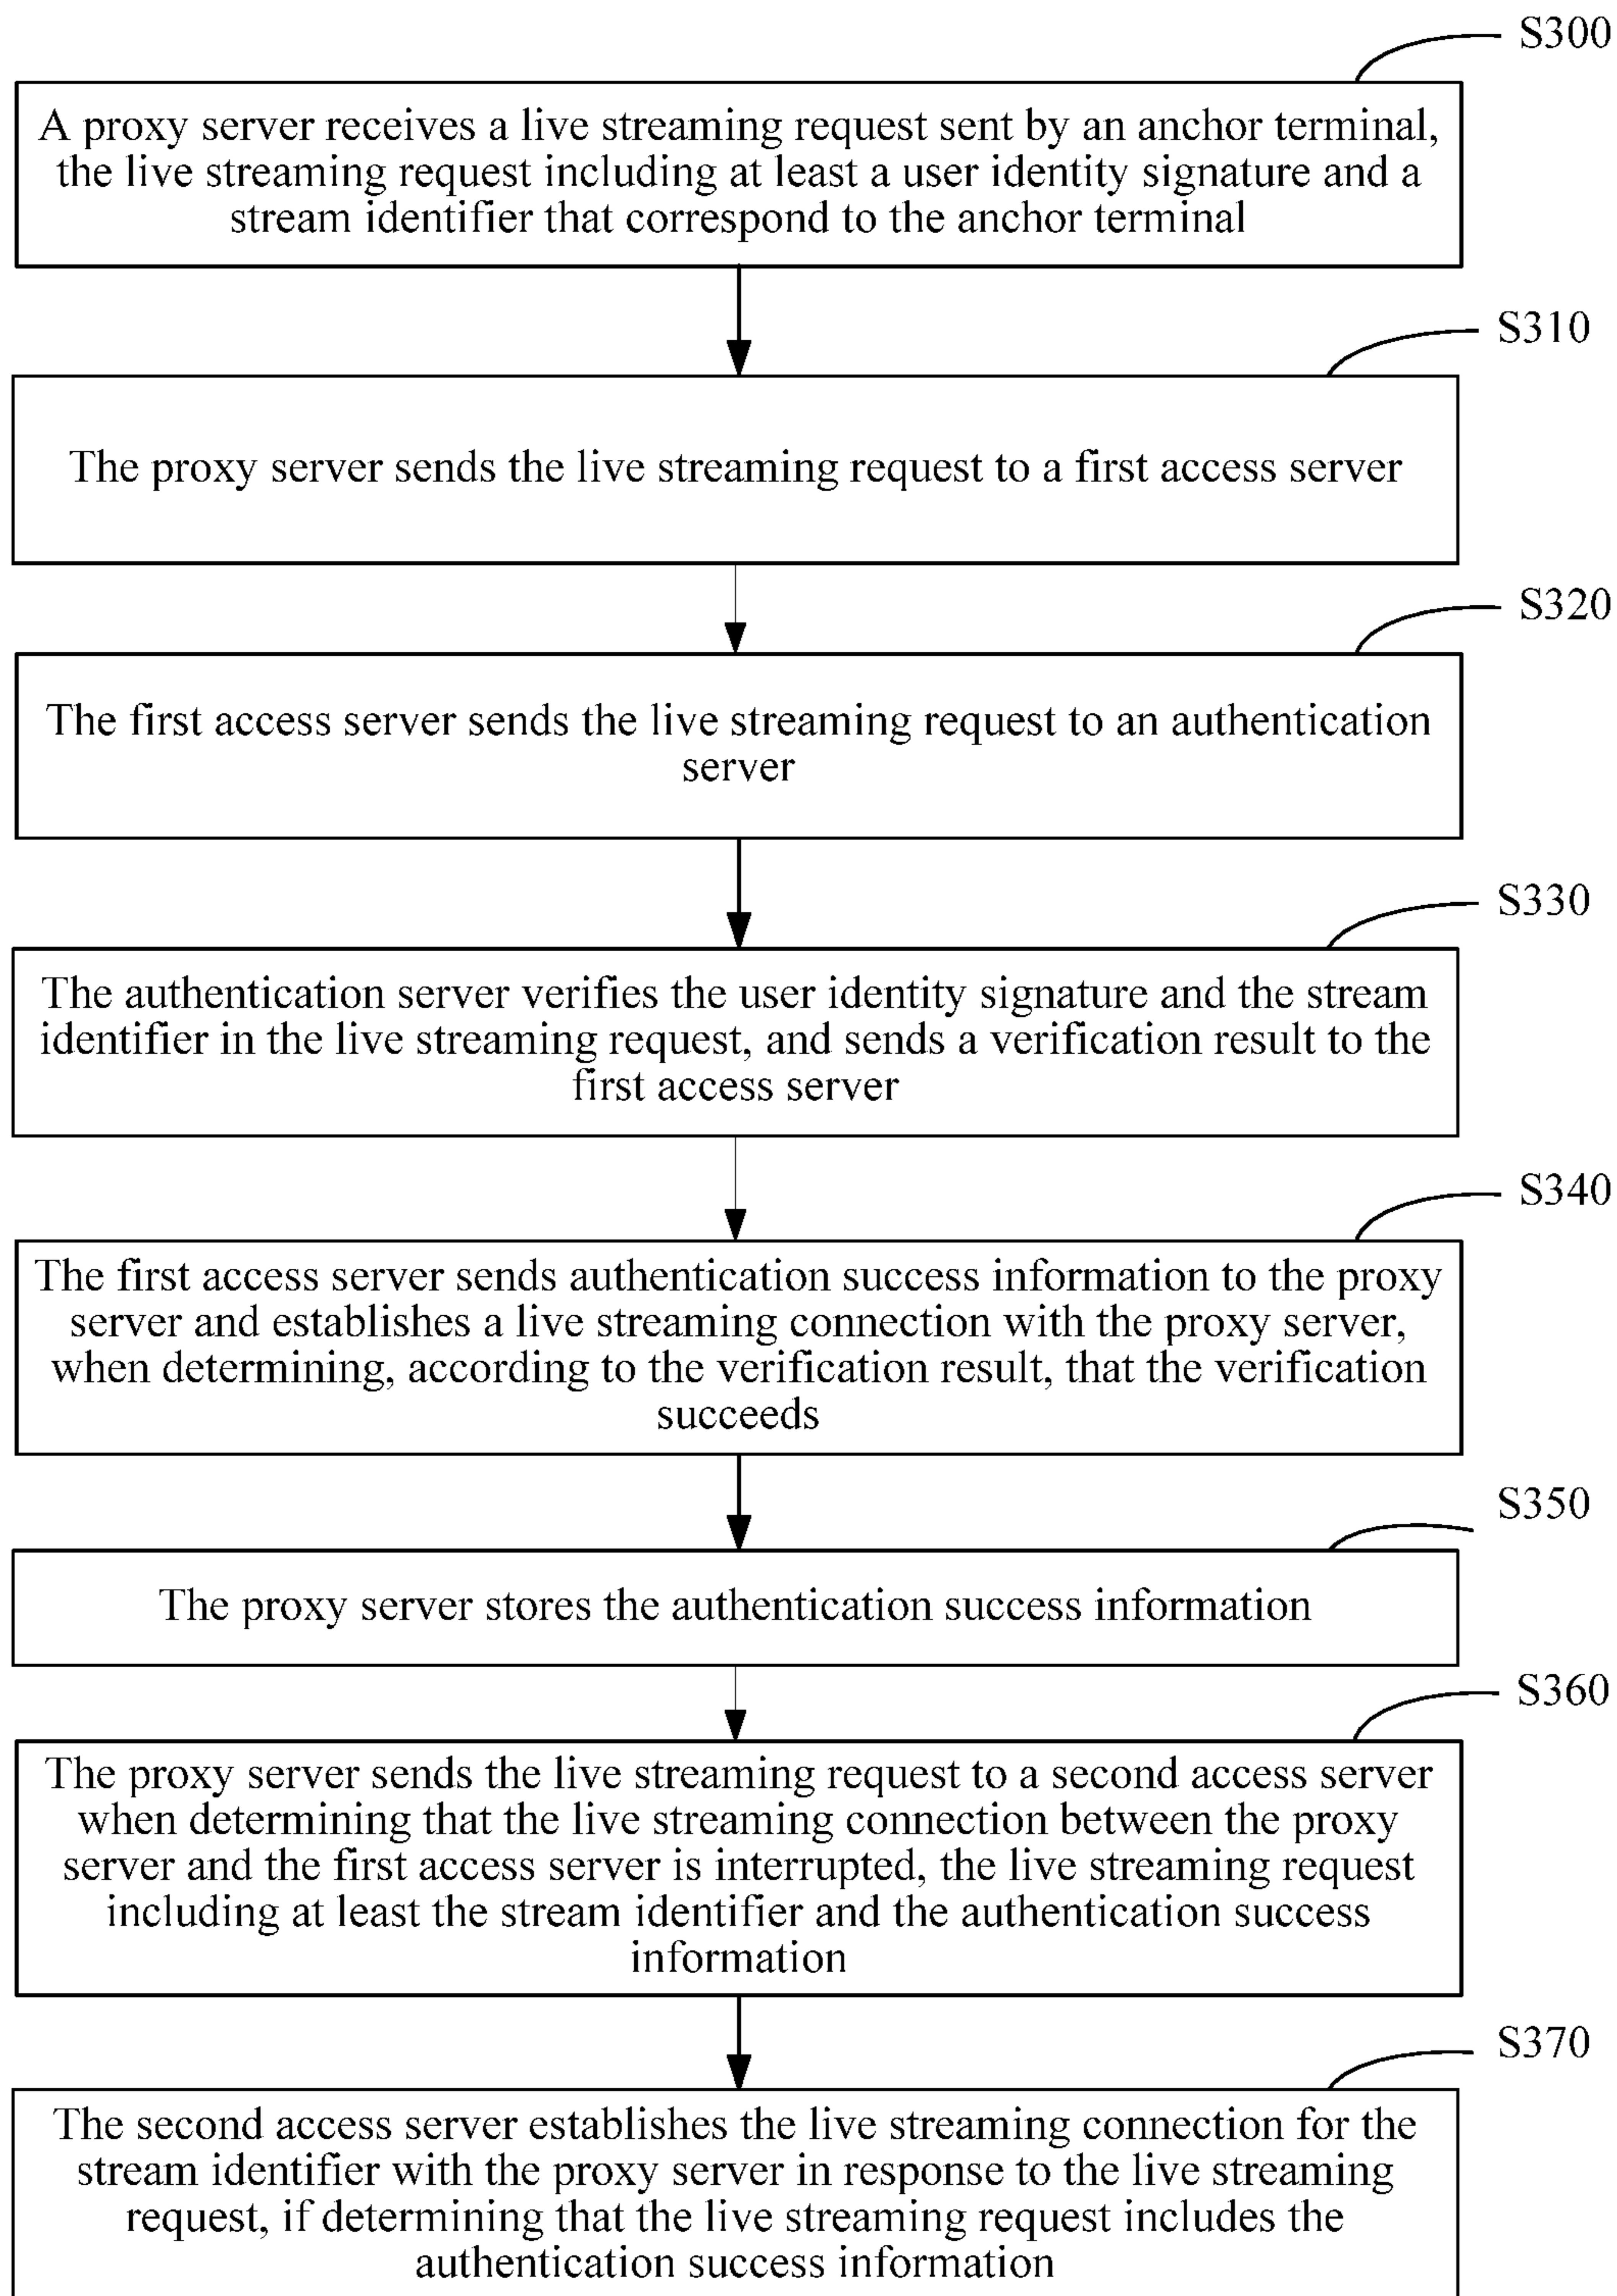 S300
A proxy server receives a live streaming request sent by an anchor terminal,
the live streaming request including at least a user identity signature and a
stream identifier that correspond to the anchor terminal
S310
The proxy server sends the live streaming request to a first access server
S320
The first access server sends the live streaming request to an authentication
server
S330
The authentication server verifies the user identity signature and the stream
identifier in the live streaming request, and sends a verification result to the
first access server
S340
The first access server sends authentication success information to the proxy
server and establishes a live streaming connection with the proxy server,
when determining, according to the verification result, that the verification
succeeds
S350
The proxy server stores the authentication success information
S360
The proxy server sends the live streaming request to a second access server
when determining that the live streaming connection between the proxy
server and the first access server is interrupted, the live streaming request
including at least the stream identifier and the authentication success
information
S370
The second access server establishes the live streaming connection for the
stream identifier with the proxy server in response to the live streaming
request, if determining that the live streaming request includes the
authentication success information